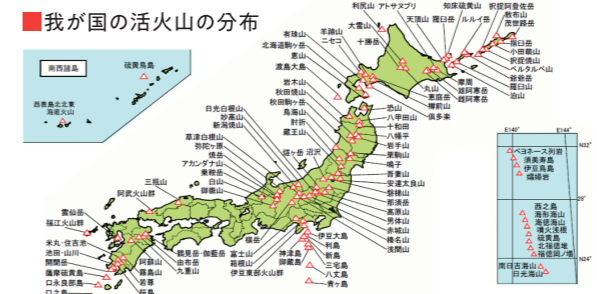 ■我が国の活火山の分布
南西諸島
硫黄鳥島
西表島北北東
海底火山
利尻山
アトサヌプリ
大雪山
天頂山
羅臼岳
知床硫黄山
ルルイ岳
択捉阿登佐岳
散布山
茂世路岳
十勝岳
羊蹄山
ニセコ
有珠山
北海道駒ヶ岳
恵山
渡島大島
指臼岳
小田萌山
択捉焼山
ベルタルベ山
爺爺岳
羅臼山
泊山
摩周
雄阿寒岳
雌阿寒岳
丸山
恵庭岳
樽前山
倶多楽
岩木山
秋田焼山
秋田駒ヶ岳
鳥海山
肘折
蔵王山
恐山
八甲田山
十和田
八幡平
岩手山
栗駒山
鳴子
吾妻山
安達太良山
磐梯山
那須岳
高原山
男体山
赤城山
榛名山
浅間山
日光白根山
妙高山
新潟焼山
燧ヶ岳
沼沢
草津白根山
弥陀ヶ原
焼岳
アカンダナ山
乗鞍岳
白山
御嶽山
三瓶山
阿武火山群
雲仙岳
福江火山群
米丸・住吉池
池田・山川
開聞岳
薩摩硫黄島
口永良部島
口之島
鶴見岳・伽藍岳
由布岳
九重山
阿蘇山
霧島山
若尊
桜島
横岳
富士山
箱根山
伊豆東部火山群
伊豆大島
利島
新島
神津島
御蔵島
三宅島
八丈島
青ヶ島
E140°
E144°
N32°
ベヨネース列岩
須美寿島
伊豆鳥島
孀婦岩
西之島
海形海山
海徳海山
噴火浅根
硫黄島
北福徳堆
福徳岡ノ場
N24°
南日吉海山
日光海山